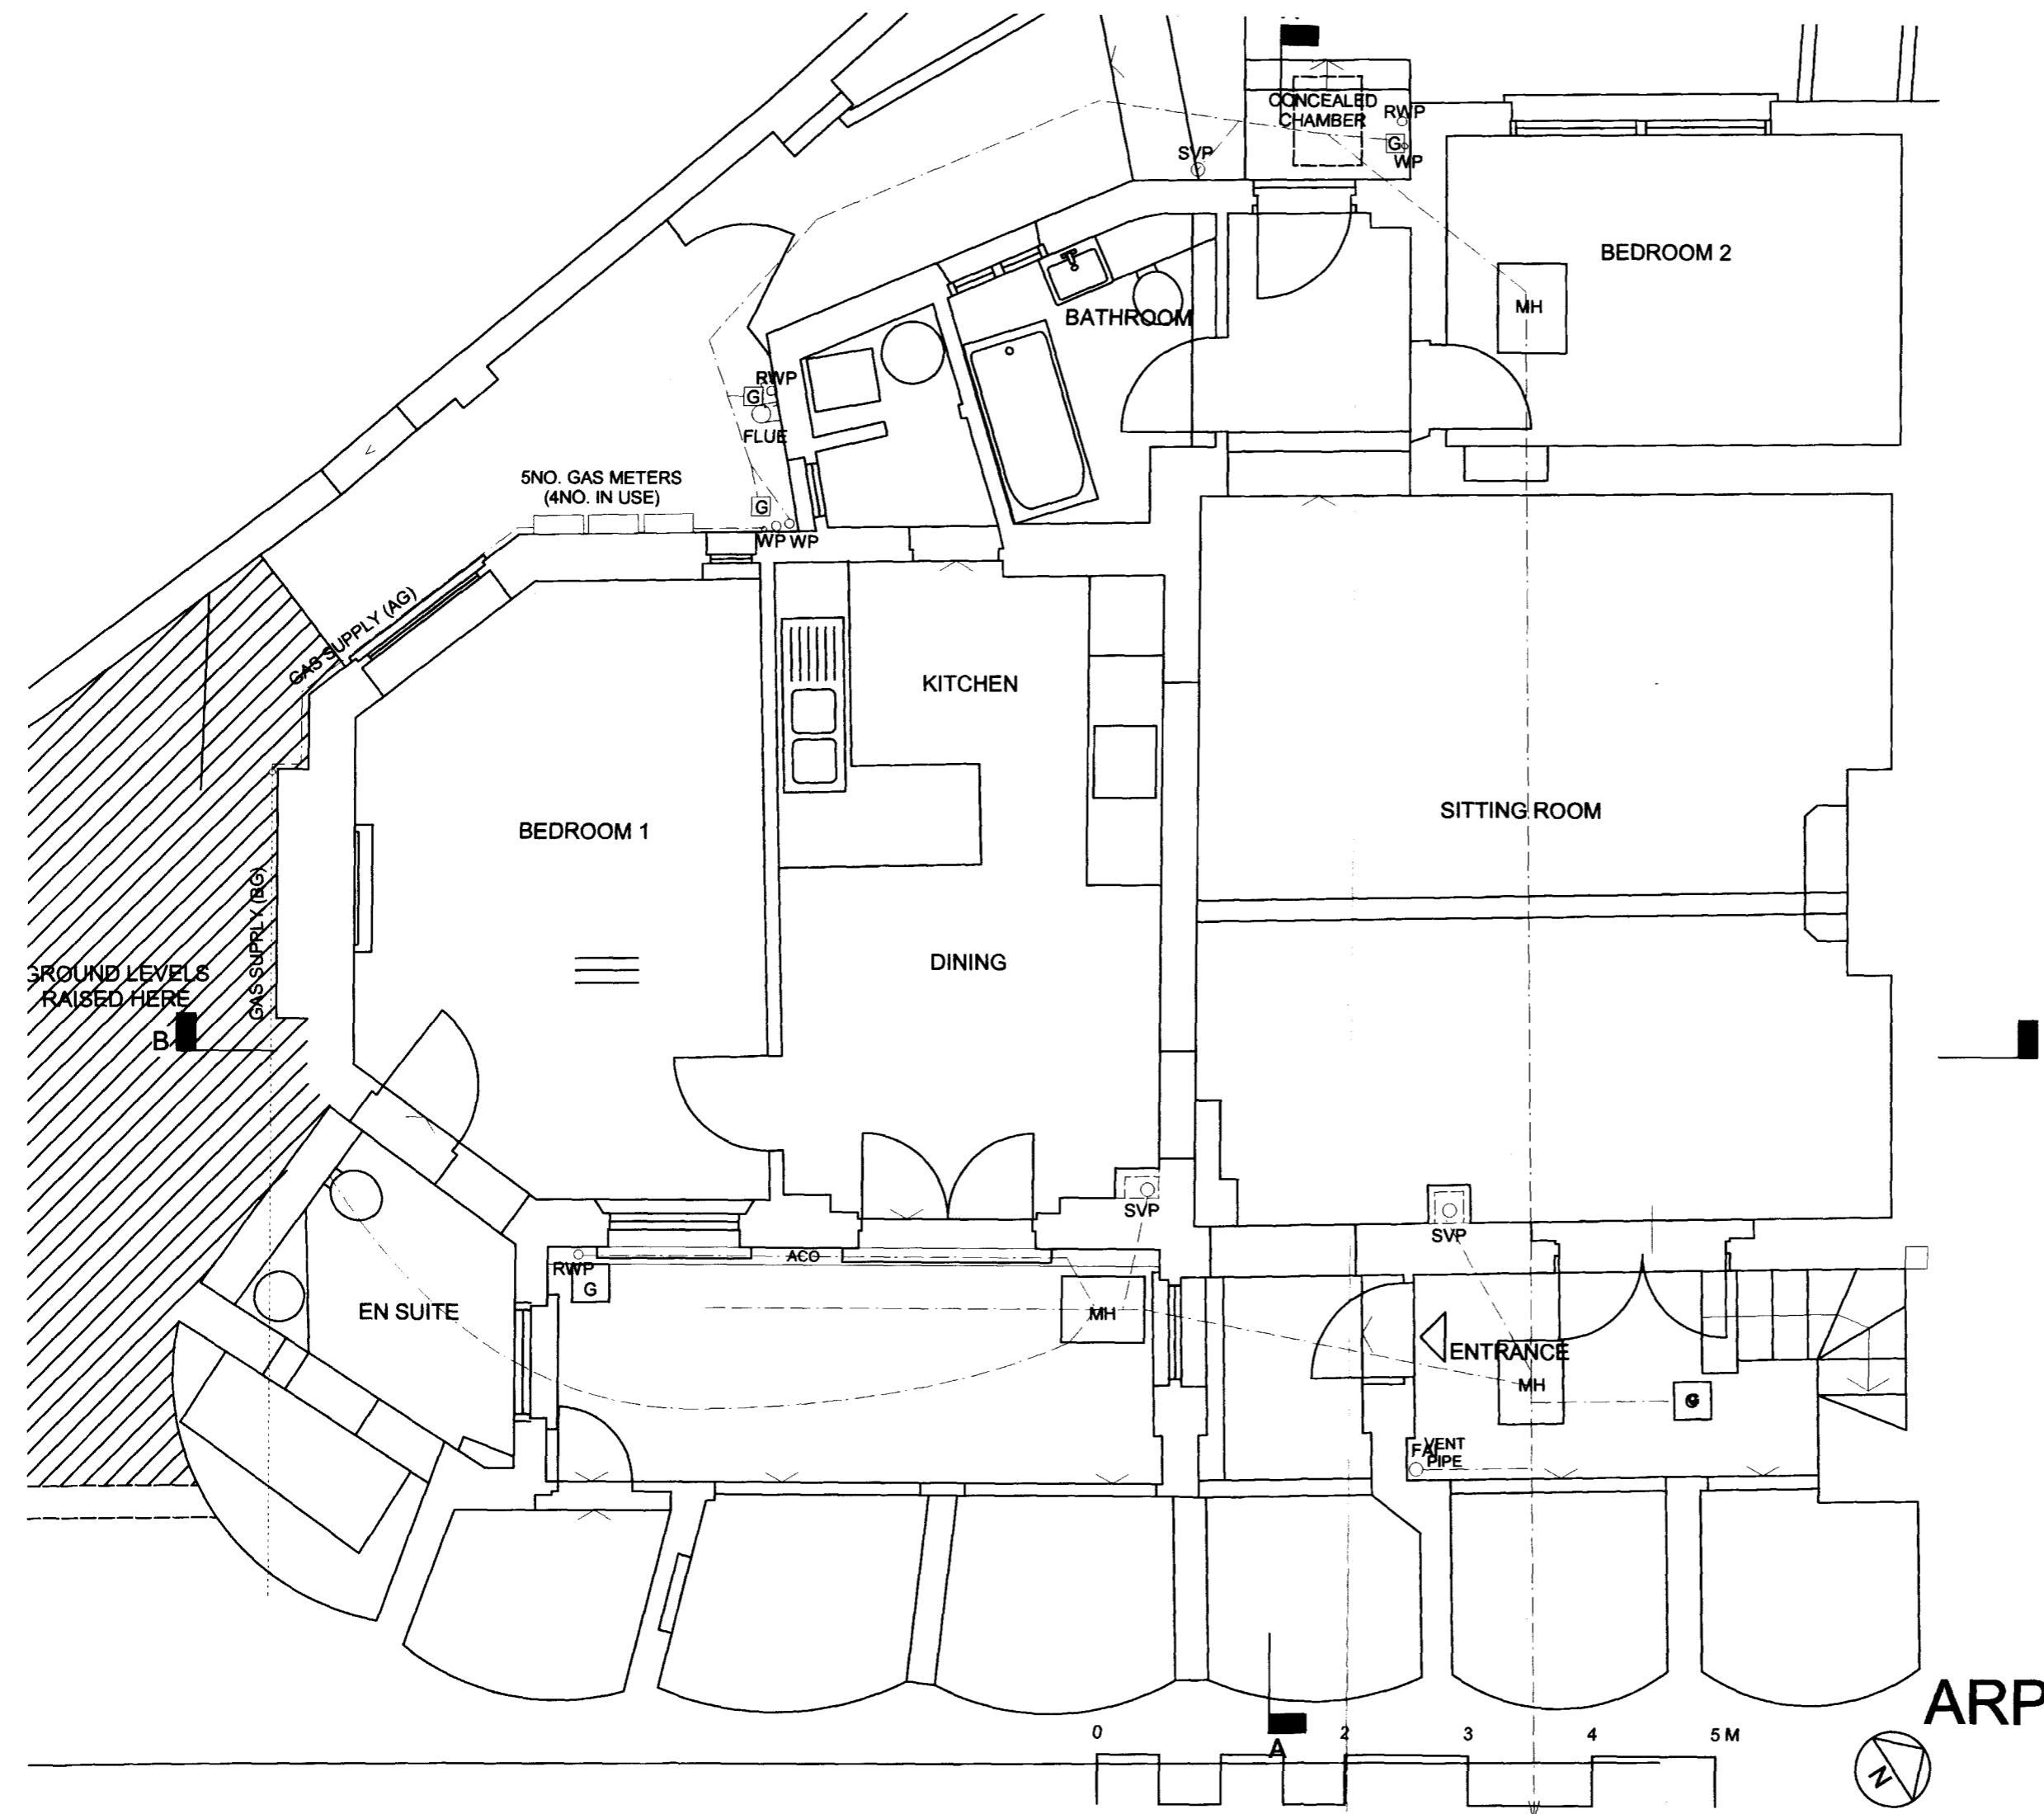 CONCEALED
CHAMBER
RWP
G
WP
SVP
BEDROOM 2
MH
BATHROOM
RWP
G
FLUE
5NO. GAS METERS
(4NO. IN USE)
G
WP WP
GAS SUPPLY (AG)
KITCHEN
BEDROOM 1
SITTING ROOM
GAS SUPPLY (BG)
DINING
GROUND LEVELS
RAISED HERE
B
SVP
SVP
ACO
RWP
G
EN SUITE
MH
ENTRANCE
MH
G
FAI
VENT
PIPE
ARP
0 2 3 4 5 M
A
N